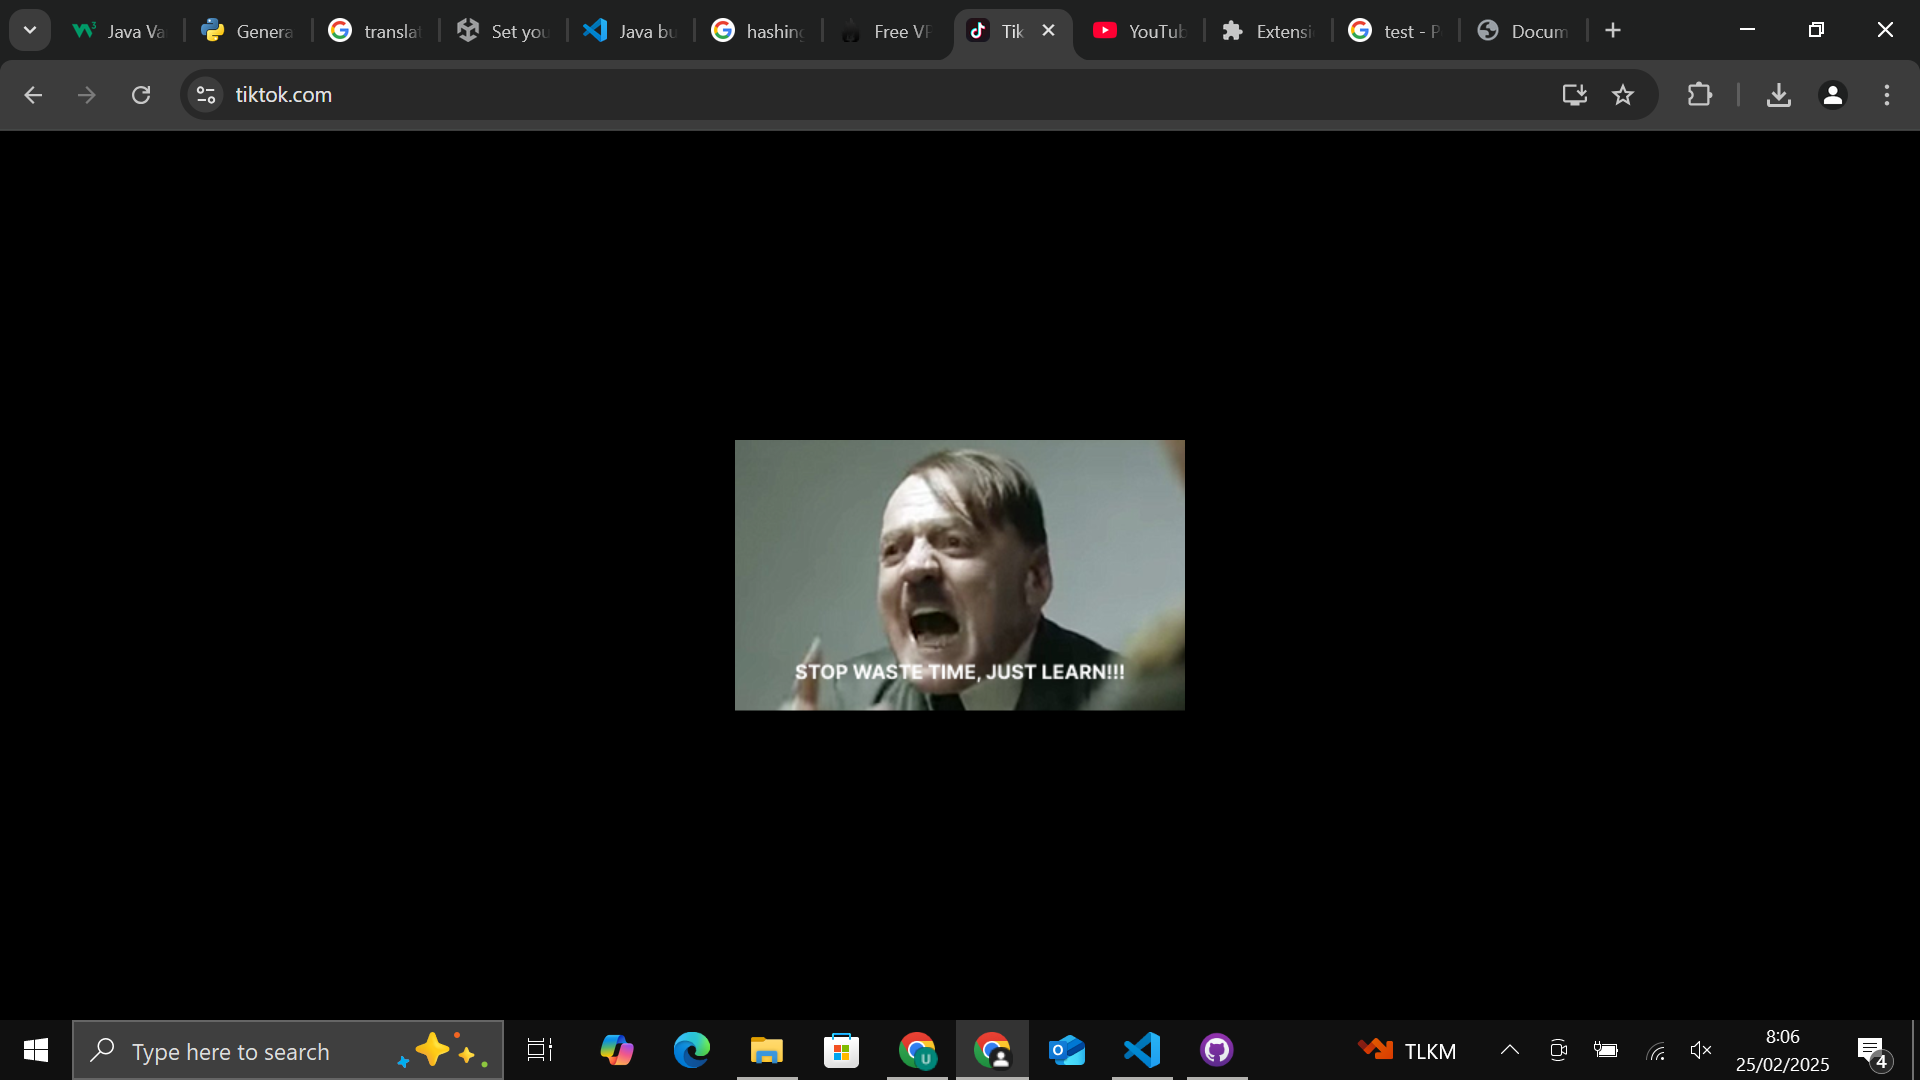 Java Va
Genera
translat
Set you
Java bu
hashing
Free VP
Tik
YouTub
Extensi
test - P
Docum
tiktok.com
STOP WASTE TIME, JUST LEARN!!!
Type here to search
TLKM
8:06
25/02/2025
4